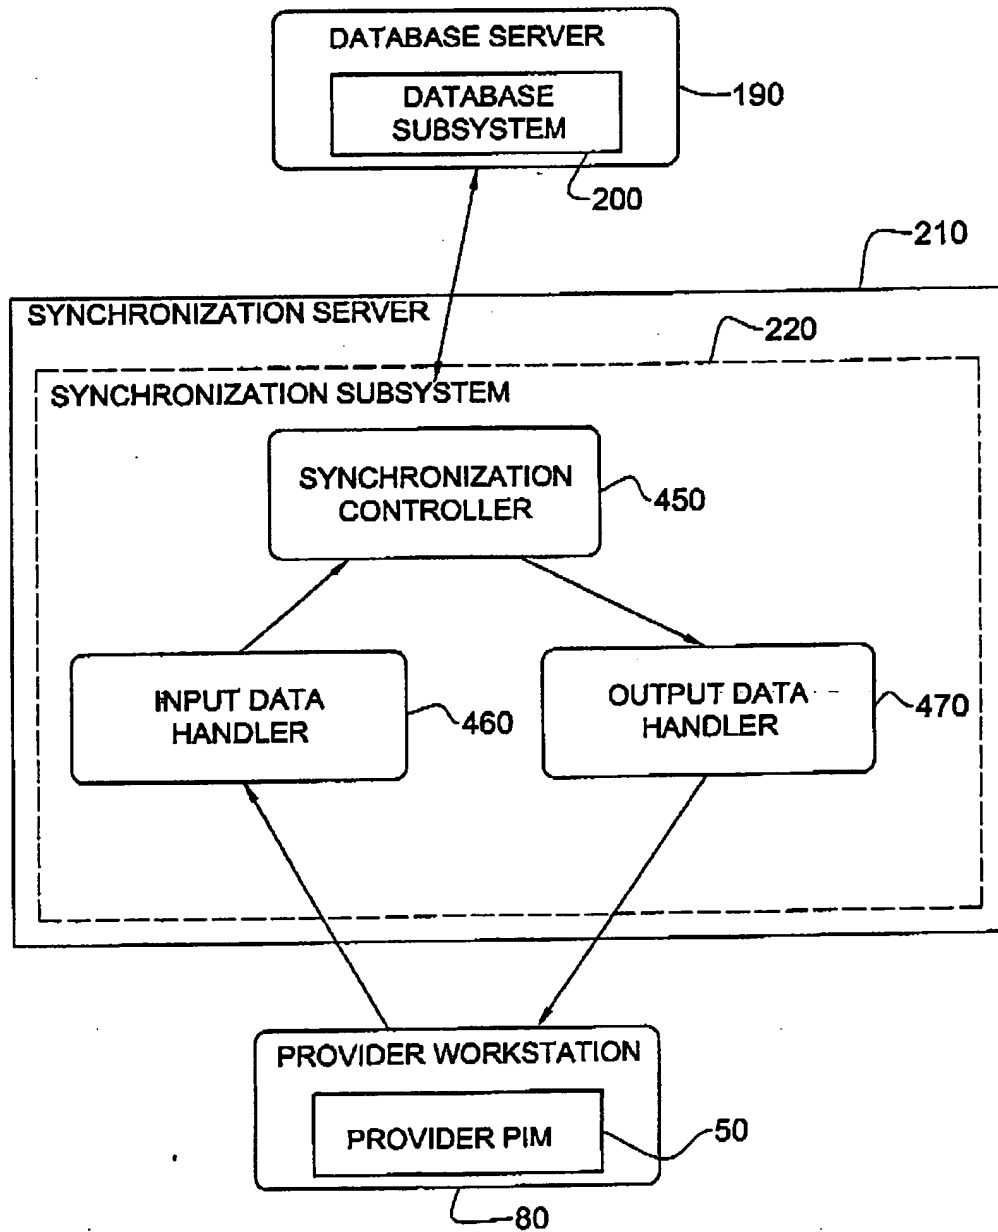 DATABASE SERVER
DATABASE
SUBSYSTEM
190
200
210
SYNCHRONIZATION SERVER
220
SYNCHRONIZATION SUBSYSTEM
SYNCHRONIZATION
CONTROLLER
450
INPUT DATA
HANDLER
460
OUTPUT DATA
HANDLER
470
PROVIDER WORKSTATION
PROVIDER PIM
50
80